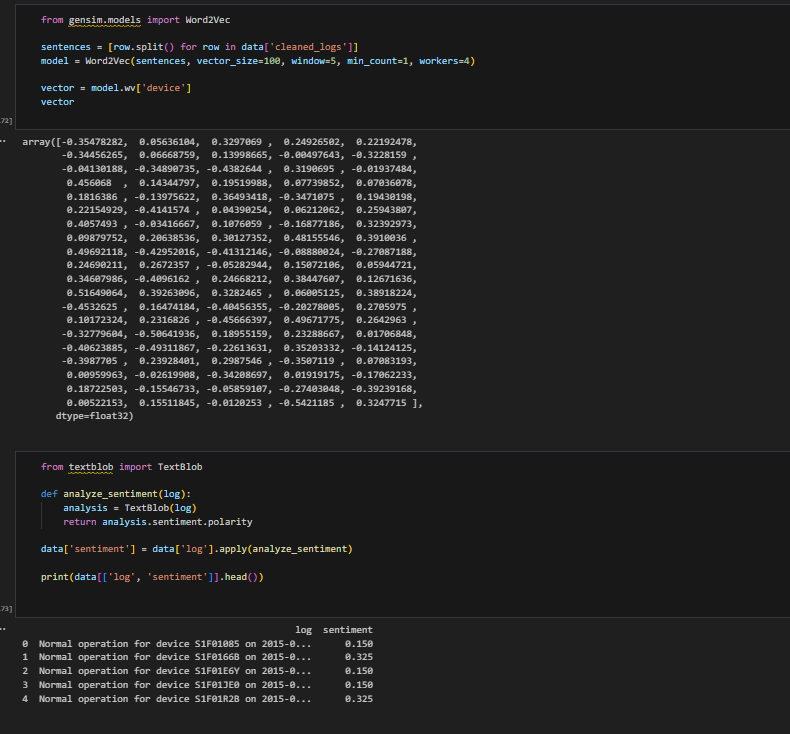 from gensim.models import Word2Vec
sentences = [row.split() for row in data['cleaned_logs']]
model = Word2Vec(sentences, vector_size=100, window=5, min_count=1, workers=4)
vector = model.wv['device']
vector
72]
array([-0.35478282, 0.05636104, 0.3297069 , 0.24926502, 0.22192478,
-0.34456265, 0.06668759, 0.13998665, -0.00497643, -0.3228159 ,
-0.04130188, -0.34890735, -0.4382644 , 0.3190695 , -0.01937484,
0.456068 , 0.14344797, 0.19519988, 0.07739852, 0.07036078,
0.1816386 , -0.13975622, 0.36493418, -0.3471075 , 0.19430198,
0.22154929, -0.4141574 , 0.04390254, 0.06212062, 0.25943807,
0.4057493 , -0.03416667, 0.1076059 , -0.16877186, 0.32392973,
0.09879752, 0.20638536, 0.30127352, 0.48155546, 0.3910036 ,
0.49692118, -0.42952016, -0.41312146, -0.08880024, -0.27087188,
0.24690211, 0.2672357 , -0.05282944, 0.15072106, 0.05944721,
0.34607986, -0.4096162 , 0.24668212, 0.38447607, 0.12671636,
0.51649064, 0.39263096, 0.3282465 , 0.06005125, 0.38918224,
-0.4532625 , 0.16474184, -0.40456355, -0.20278005, 0.2705975 ,
0.10172324, 0.2316826 , -0.45666397, 0.49671775, 0.2642963 ,
-0.32779604, -0.50641936, 0.18955159, 0.23288667, 0.01706848,
-0.40623885, -0.49311867, -0.22613631, 0.35203332, -0.14124125,
-0.3987705 , 0.23928401, 0.2987546 , -0.3507119 , 0.07083193,
0.00959963, -0.02619908, -0.34208697, 0.01919175, -0.17062233,
0.18722503, -0.15546733, -0.05859107, -0.27403048, -0.39239168,
0.00522153, 0.15511845, -0.0120253 , -0.5421185 , 0.3247715 ],
dtype=float32)
from textblob import TextBlob
def analyze_sentiment(log):
analysis = TextBlob(log)
return analysis.sentiment.polarity
data['sentiment'] = data['log'].apply(analyze_sentiment)
print(data[['log', 'sentiment']].head())
73]
log sentiment
0 Normal operation for device S1F01085 on 2015-0... 0.150
1 Normal operation for device S1F0166B on 2015-0... 0.325
2 Normal operation for device S1F01E6Y on 2015-0... 0.150
3 Normal operation for device S1F01JE0 on 2015-0... 0.150
4 Normal operation for device S1F01R2B on 2015-0... 0.325